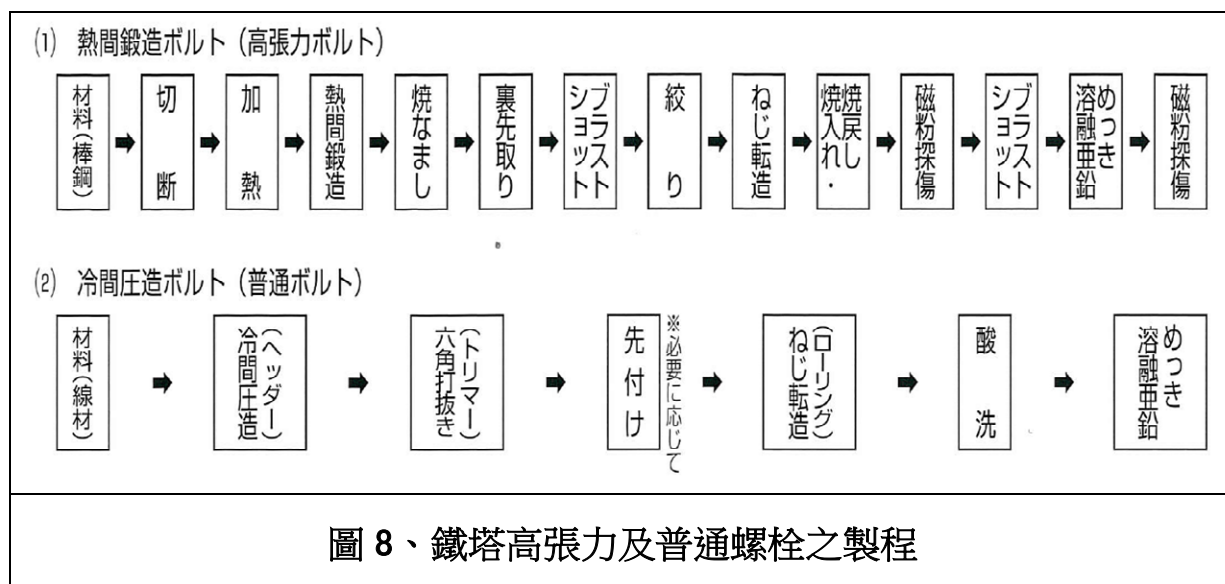 (1) 熱間鍛造ボルト（高張力ボルト）
材料（棒鋼）
切断
加熱
熱間鍛造
焼なまし
裏先取り
ショット
ブラスト
絞り
ねじ転造
焼入れ・
焼戻し
磁粉探傷
ショット
ブラスト
溶融亜鉛
めっき
磁粉探傷
(2) 冷間圧造ボルト（普通ボルト）
材料（線材）
冷間圧造
（ヘッダー）
六角打抜き
（トリマー）
先付け
※必要に応じて
ねじ転造
（ローリング）
酸洗
溶融亜鉛
めっき
圖 8、鐵塔高張力及普通螺栓之製程